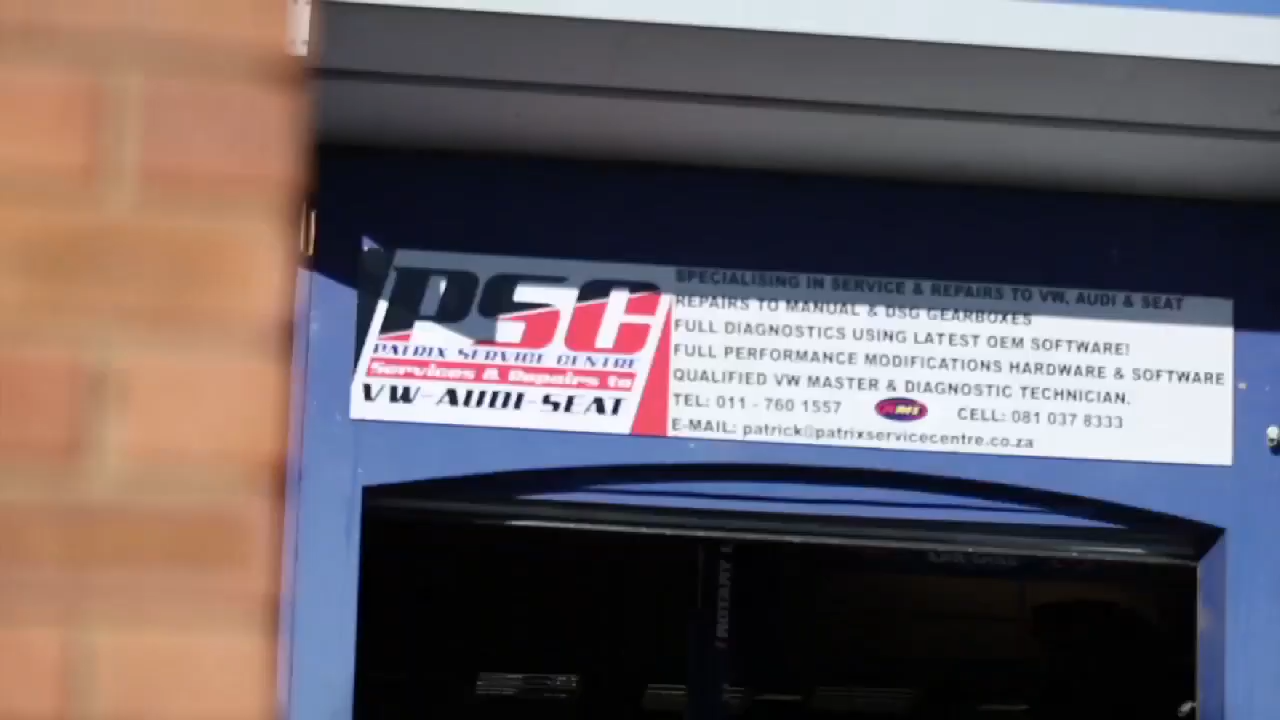 PSC
PATRIX SERVICE CENTRE
Services & Repairs to
VW-AUDI-SEAT
SPECIALISING IN SERVICE & REPAIRS TO VW, AUDI & SEAT
REPAIRS TO MANUAL & DSG GEARBOXES
FULL DIAGNOSTICS USING LATEST OEM SOFTWARE!
FULL PERFORMANCE MODIFICATIONS HARDWARE & SOFTWARE
QUALIFIED VW MASTER & DIAGNOSTIC TECHNICIAN.
TEL: 011 - 760 1557 CELL: 081 037 8333
E-MAIL: patrick@patrixservicecentre.co.za
ROTARY